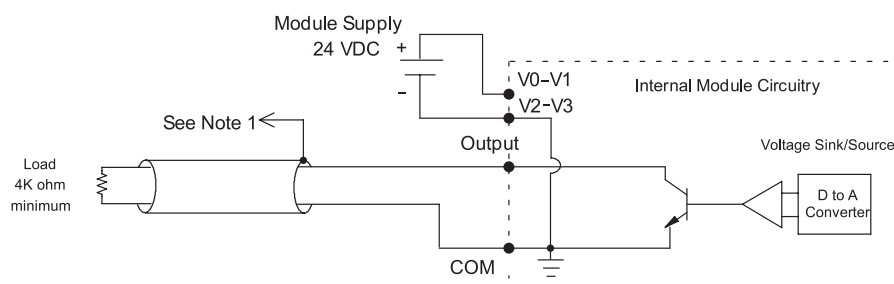 Module Supply
24 VDC
+
−
V0–V1
V2–V3
Internal Module Circuitry
See Note 1
Output
Voltage Sink/Source
Load
4K ohm
minimum
D to A
Converter
COM